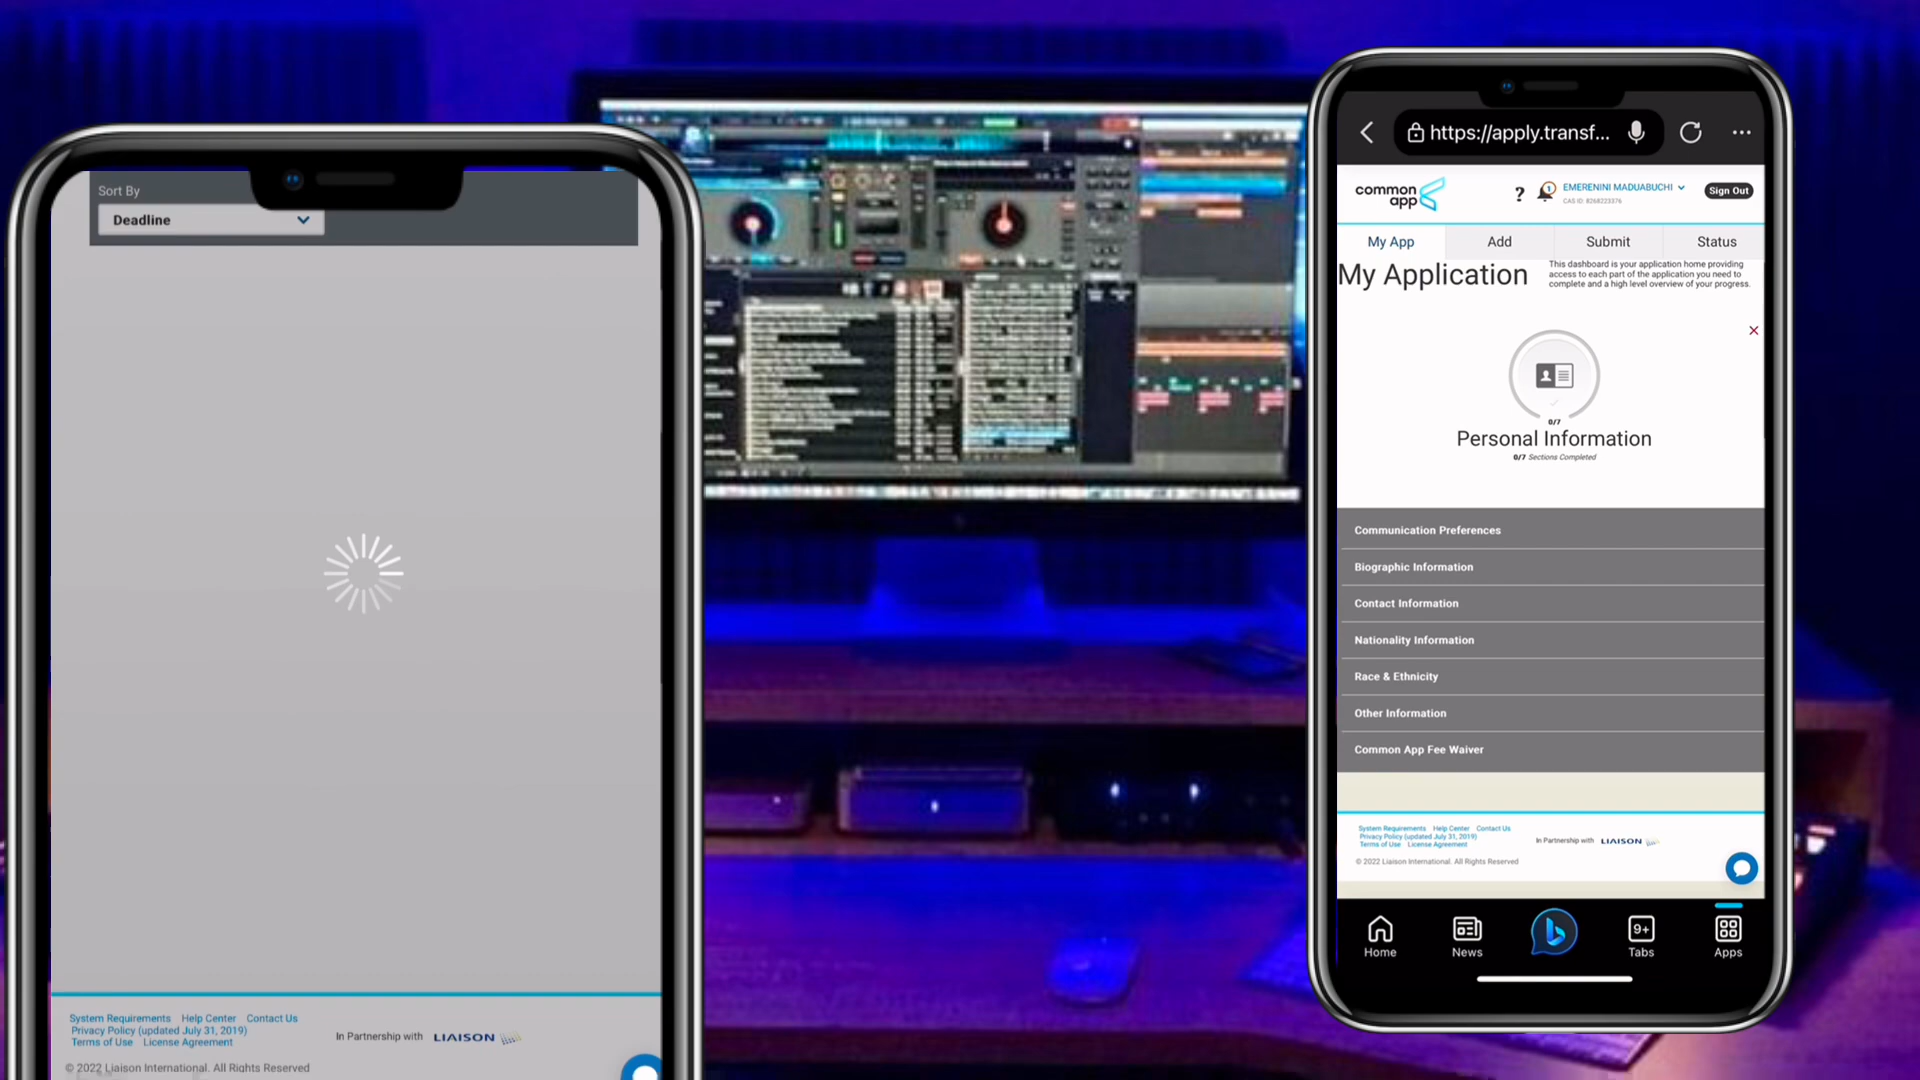 Sort By
Deadline
System Requirements Help Center Contact Us
Privacy Policy (updated July 31, 2019)
Terms of Use License Agreement
In Partnership with LIAISON
© 2022 Liaison International. All Rights Reserved
https://apply.transf...
common
app
?
1
EMERENINI MADUABUCHI
CAS ID: 8268223376
Sign Out
My App
Add
Submit
Status
My Application
This dashboard is your application home providing
access to each part of the application you need to
complete and a high level overview of your progress.
0/7
Personal Information
0/7 Sections Completed
Communication Preferences
Biographic Information
Contact Information
Nationality Information
Race & Ethnicity
Other Information
Common App Fee Waiver
System Requirements Help Center Contact Us
Privacy Policy (updated July 31, 2019)
Terms of Use License Agreement
In Partnership with LIAISON
© 2022 Liaison International. All Rights Reserved
9+
Home
News
Tabs
Apps